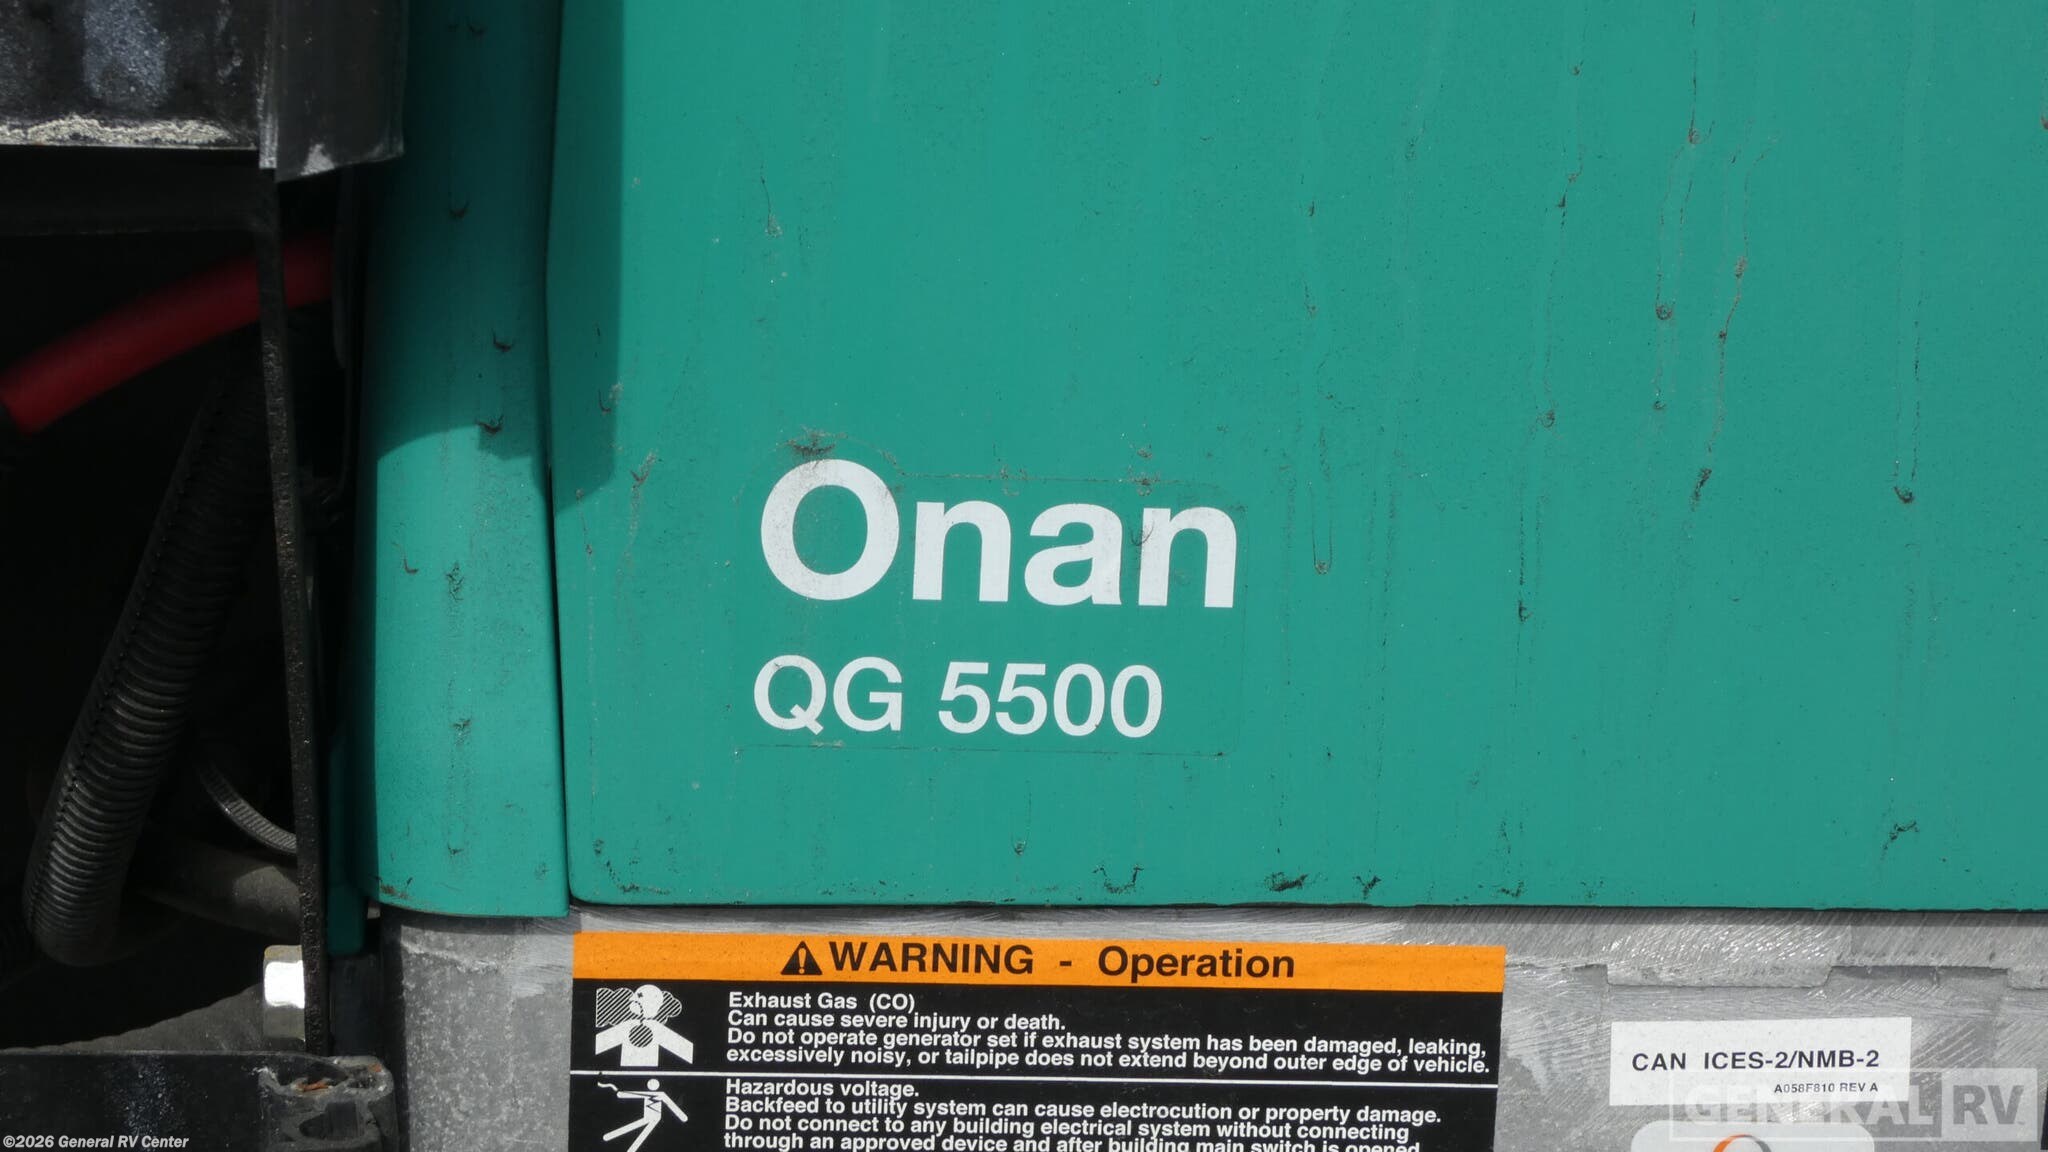 Onan
QG 5500
WARNING - Operation
Exhaust Gas (CO)
Can cause severe injury or death.
Do not operate generator set if exhaust system has been damaged, leaking,
excessively noisy, or tailpipe does not extend beyond outer edge of vehicle.
Hazardous voltage.
Backfeed to utility system can cause electrocution or property damage.
Do not connect to any building electrical system without connecting
through an approved device and after building main switch is opened.
CAN ICES-2/NMB-2
A058F810 REV A
GENERAL RV
©2026 General RV Center